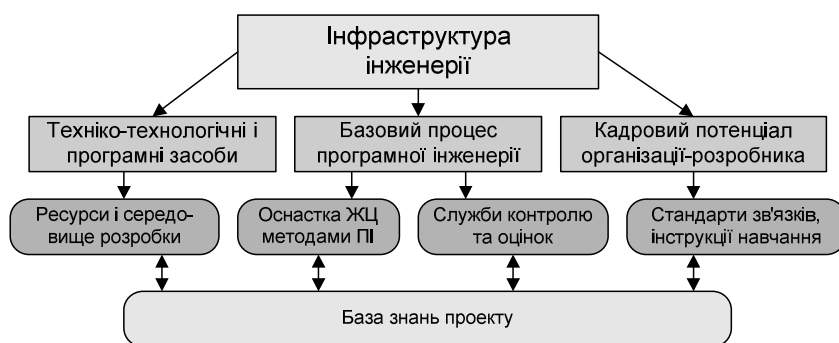 Інфраструктура
інженерії
Техніко-технологічні і
програмні засоби
Базовий процес
програмної інженерії
Кадровий потенціал
організації-розробника
Ресурси і середо-
вище розробки
Оснастка ЖЦ
методами ПІ
Служби контролю
та оцінок
Стандарти зв'язків,
інструкції навчання
База знань проекту